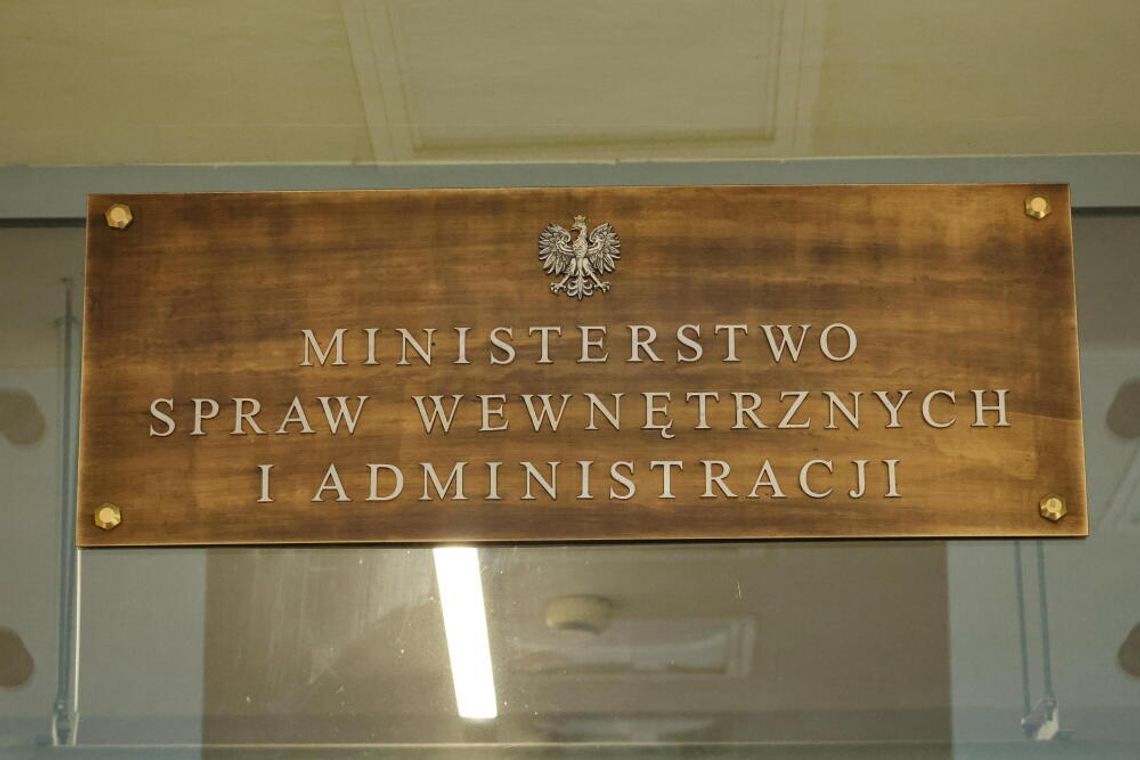 MINISTERSTWO
SPRAW WEWNĘTRZNYCH
I ADMINISTRACJI